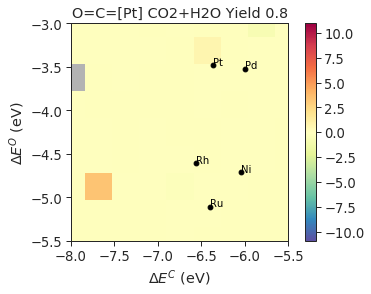 O=C=[Pt] CO2+H2O Yield 0.8
ΔE^O (eV)
−3.0
−3.5
−4.0
−4.5
−5.0
−5.5
Pt
Pd
Rh
Ni
Ru
−8.0 −7.5 −7.0 −6.5 −6.0 −5.5
ΔE^C (eV)
10.0
7.5
5.0
2.5
0.0
−2.5
−5.0
−7.5
−10.0